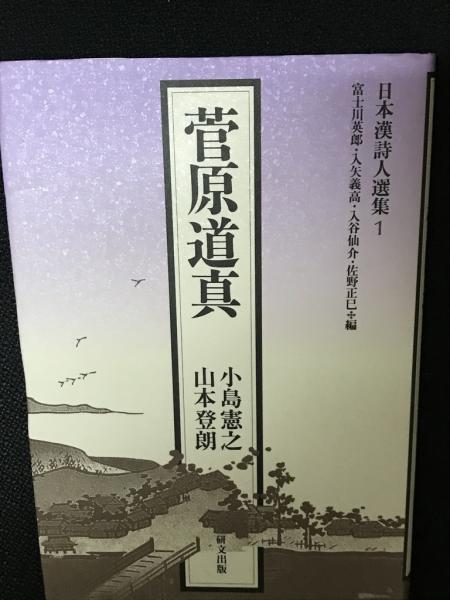 日本漢詩人選集1
富士川英郎・入矢義高・入谷仙介・佐野正巳✢編
菅原道真
小島憲之
山本登朗
研文出版